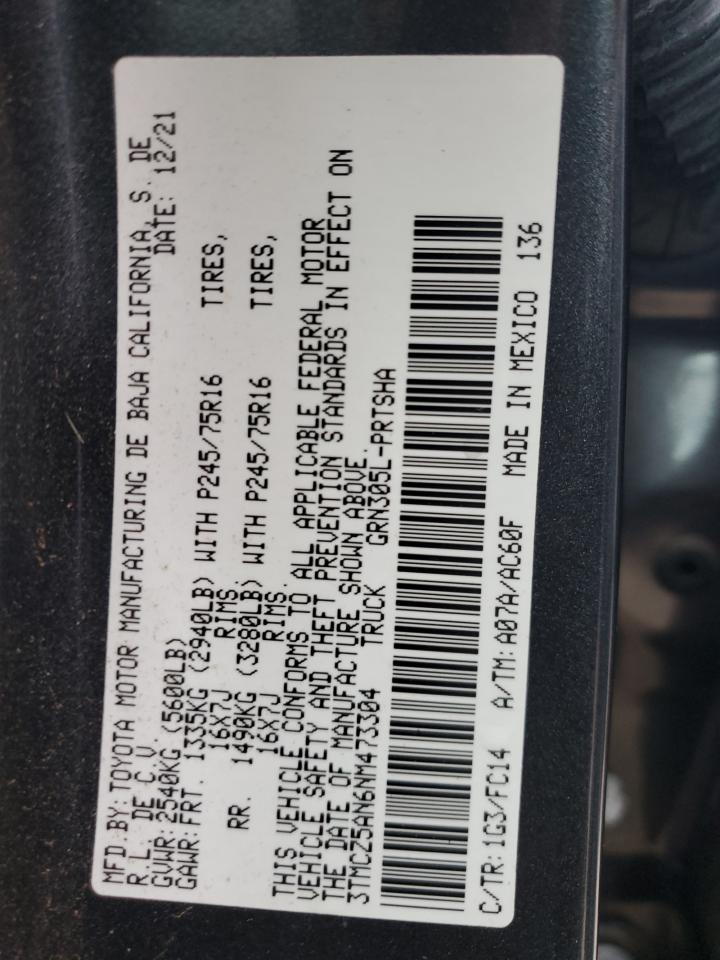 MFD BY: TOYOTA MOTOR MANUFACTURING DE BAJA CALIFORNIA, S. DE
R.L. DE C.V. DATE: 12/21
GVWR: 2540KG (5600LB)
GAWR: FRT. 1335KG (2940LB) WITH P245/75R16 TIRES,
16X7J RIMS.
RR. 1490KG (3280LB) WITH P245/75R16 TIRES,
16X7J RIMS.
THIS VEHICLE CONFORMS TO ALL APPLICABLE FEDERAL MOTOR
VEHICLE SAFETY AND THEFT PREVENTION STANDARDS IN EFFECT ON
THE DATE OF MANUFACTURE SHOWN ABOVE.
3TMCZ5AN6NM473304 TRUCK GRN305L-PRTSHA
C/TR: 1G3/FC14 A/TM: A07A/AC60F MADE IN MEXICO 136